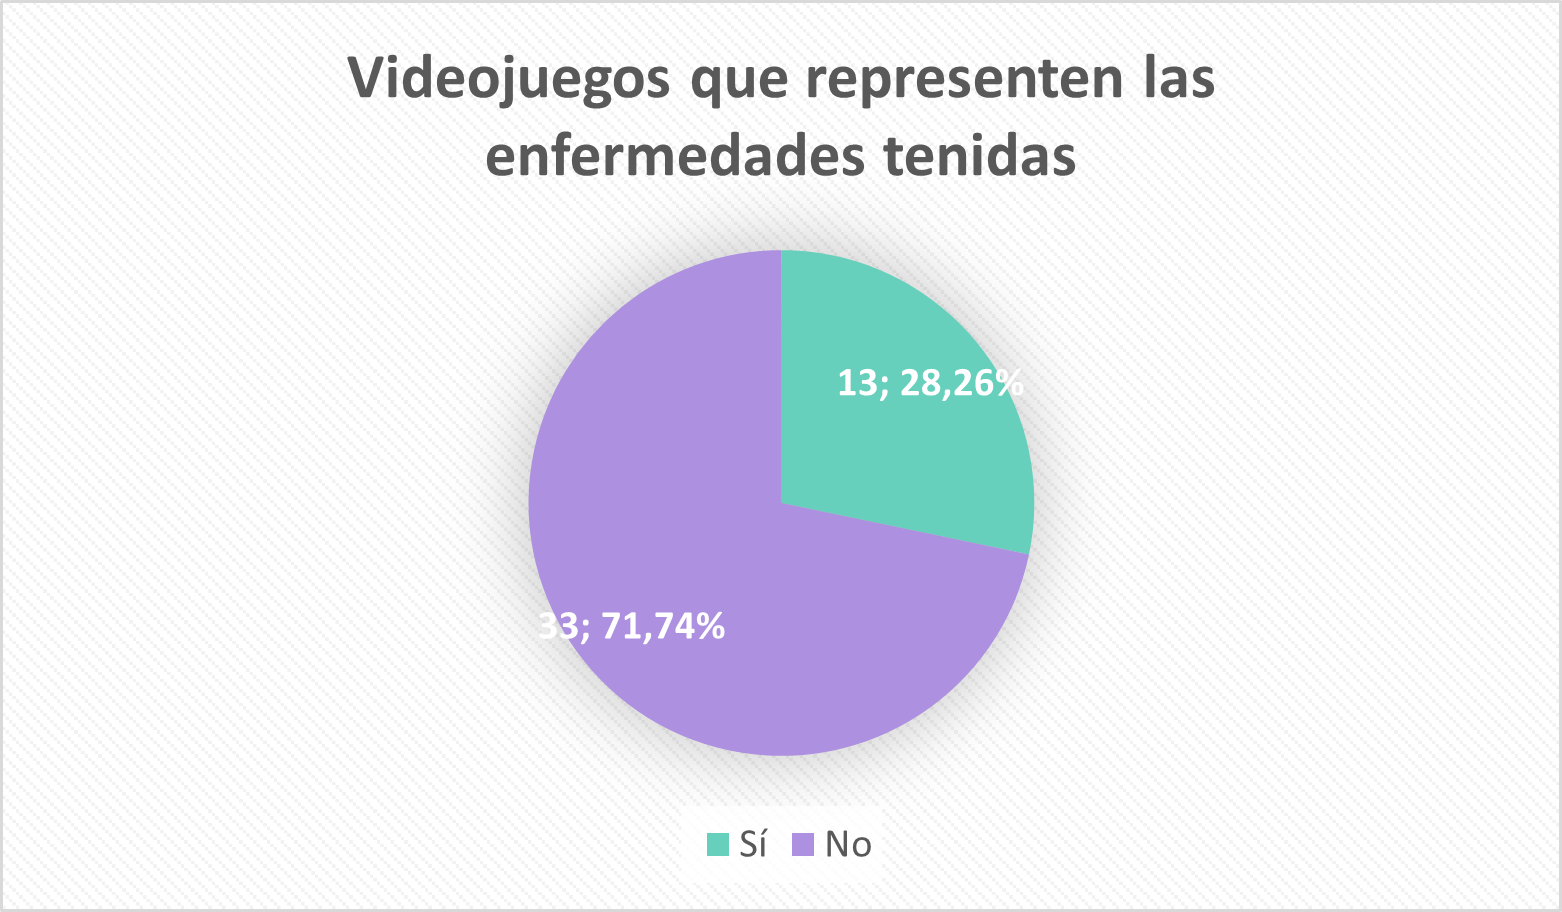 Videojuegos que representen las
enfermedades tenidas
13; 28,26%
33; 71,74%
Sí No